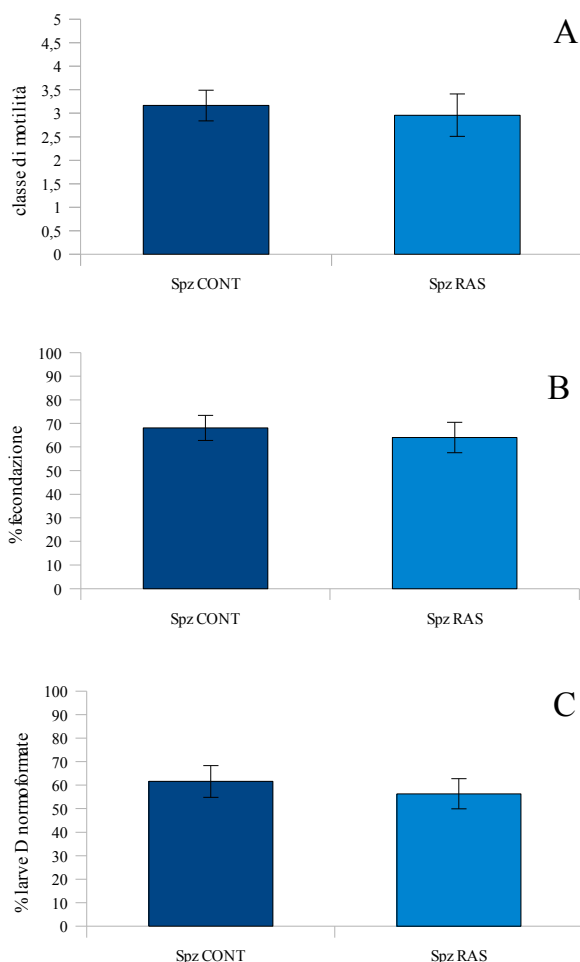 A
5
4,5
4
3,5
3
2,5
2
1,5
1
0,5
0
classe di motilità
Spz CONT
Spz RAS
B
100
90
80
70
60
50
40
30
20
10
0
% fecondazione
Spz CONT
Spz RAS
C
100
90
80
70
60
50
40
30
20
10
0
% larve D normoformate
Spz CONT
Spz RAS